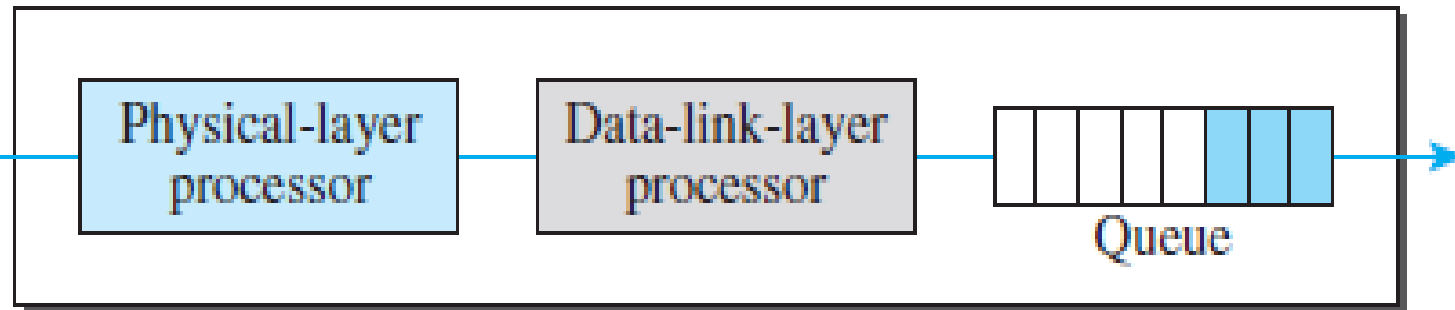 Physical-layer
processor
Data-link-layer
processor
Queue